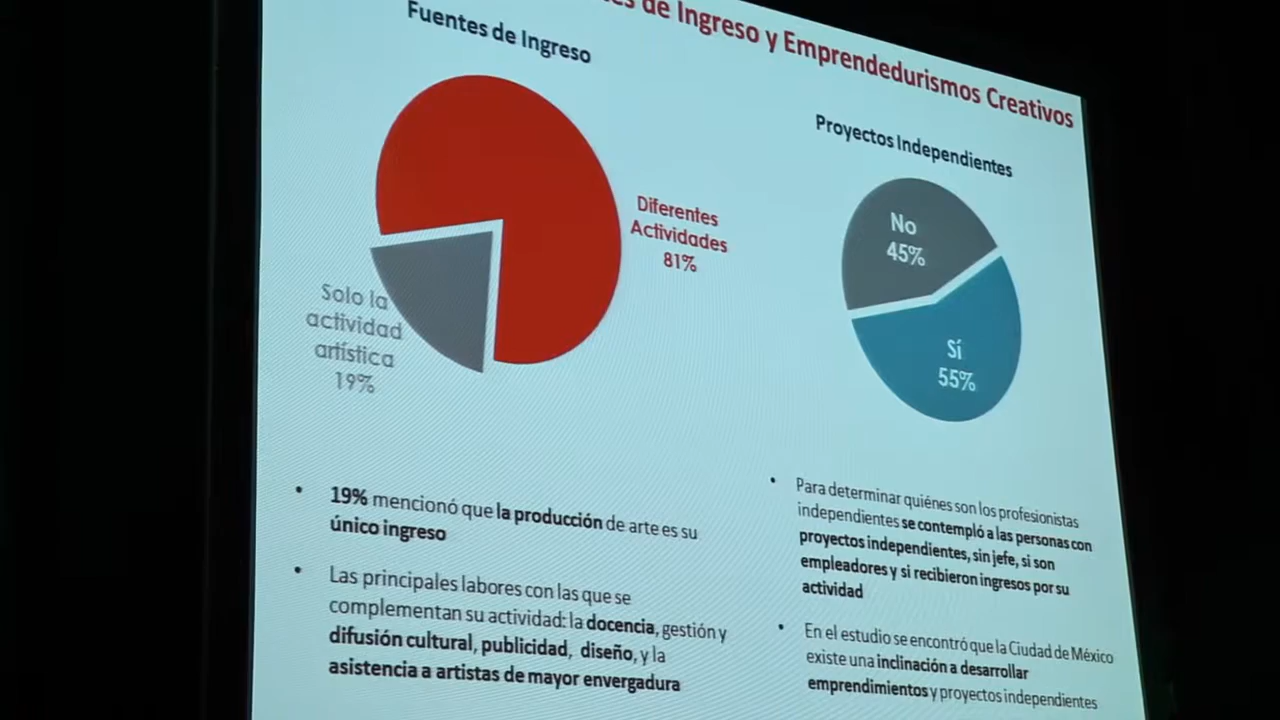 de Ingreso y Emprendedurismos Creativos
Fuentes de Ingreso
Diferentes
Actividades
81%
Solo la
actividad
artística
19%
• 19% mencionó que la producción de arte es su
único ingreso
• Las principales labores con las que se
complementan su actividad: la docencia, gestión y
difusión cultural, publicidad, diseño, y la
asistencia a artistas de mayor envergadura
Proyectos Independientes
No
45%
Sí
55%
• Para determinar quiénes son los profesionistas
independientes se contempló a las personas con
proyectos independientes, sin jefe, si son
empleadores y si recibieron ingresos por su
actividad
• En el estudio se encontró que la Ciudad de México
existe una inclinación a desarrollar
emprendimientos y proyectos independientes